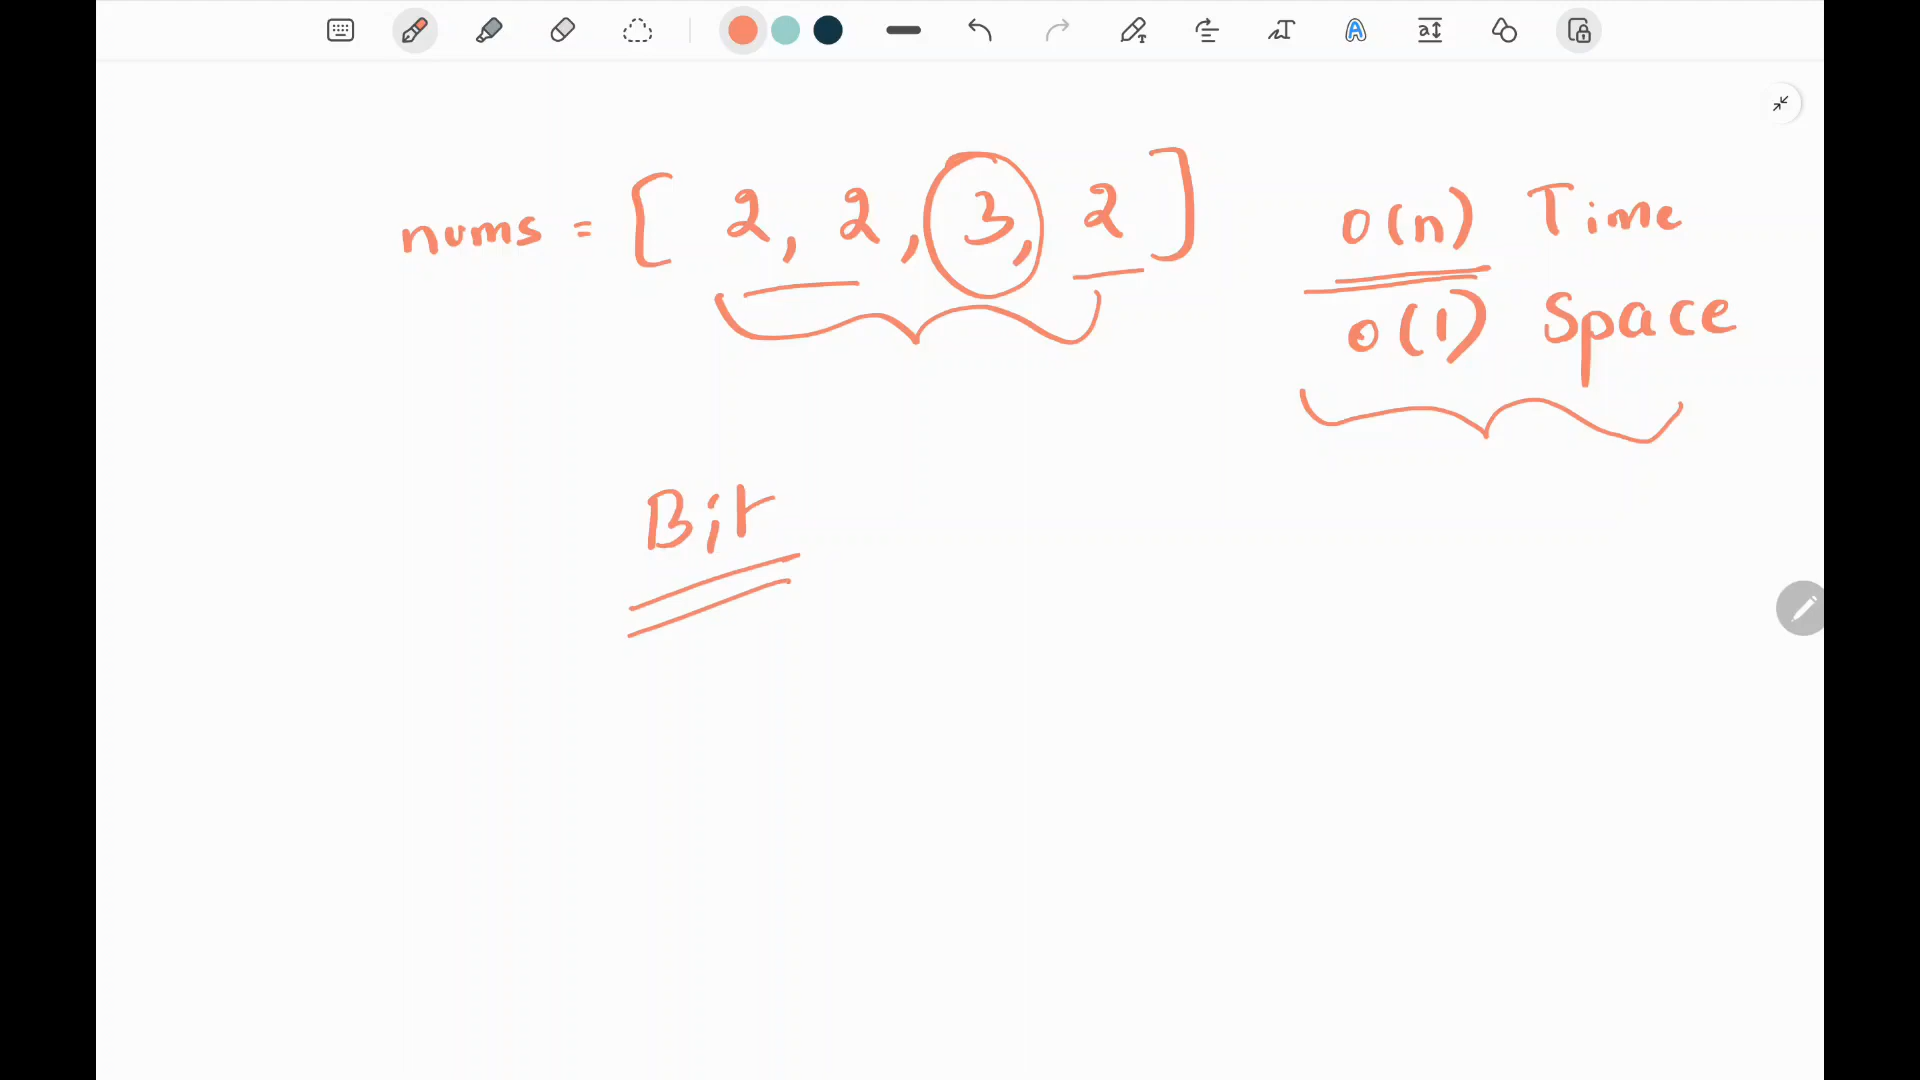 nums = [ 2, 2, 3, 2 ]
O(n) Time
O(1) Space
Bit